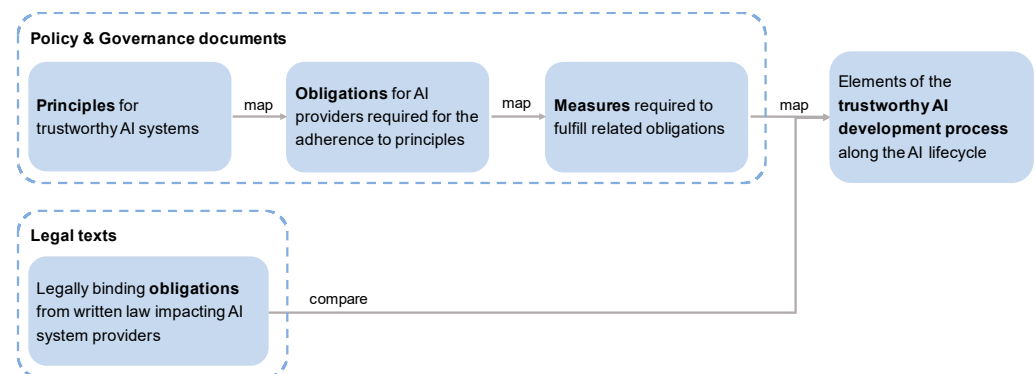 Policy & Governance documents
Principles for
trustworthy AI systems
map
Obligations for AI
providers required for the
adherence to principles
map
Measures required to
fulfill related obligations
map
Elements of the
trustworthy AI
development process
along the AI lifecycle
Legal texts
Legally binding obligations
from written law impacting AI
system providers
compare